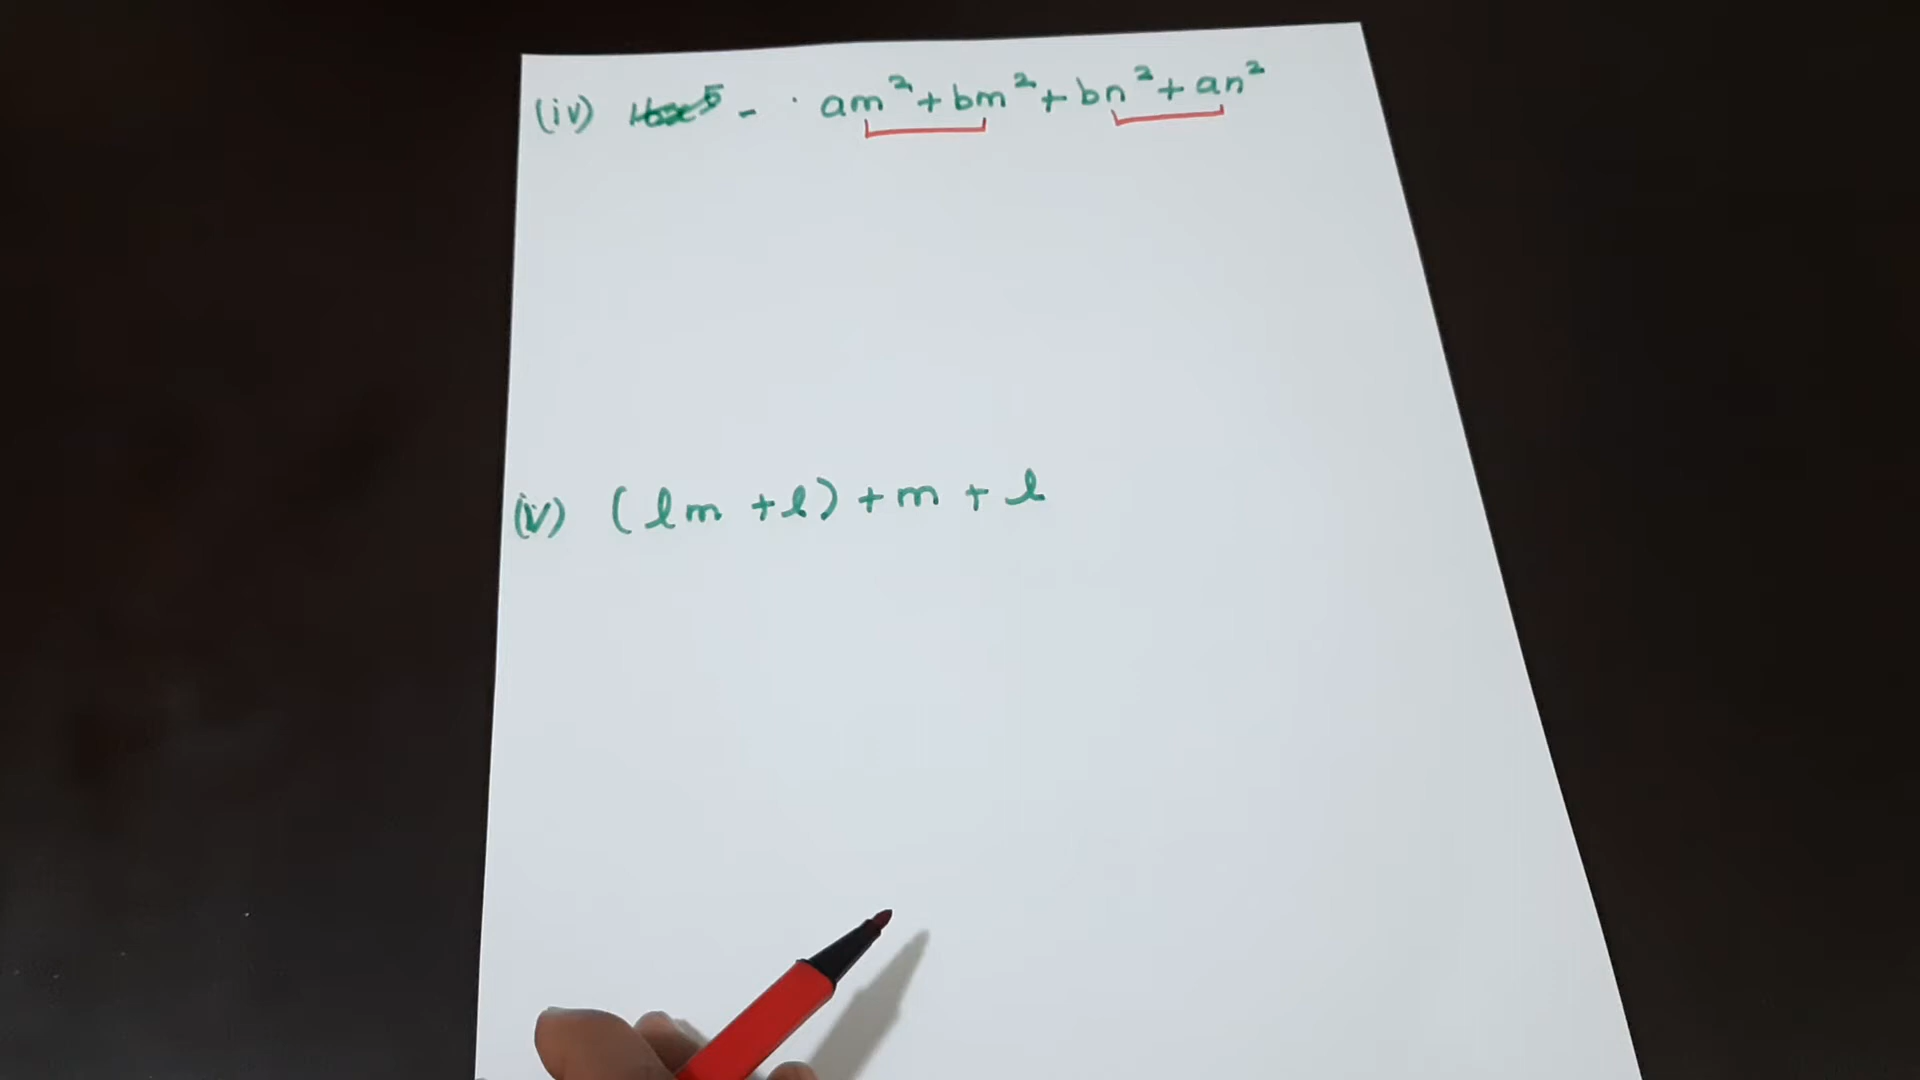 (iv) - am² + bm² + bn² + an²
(v) (lm + l) + m + l